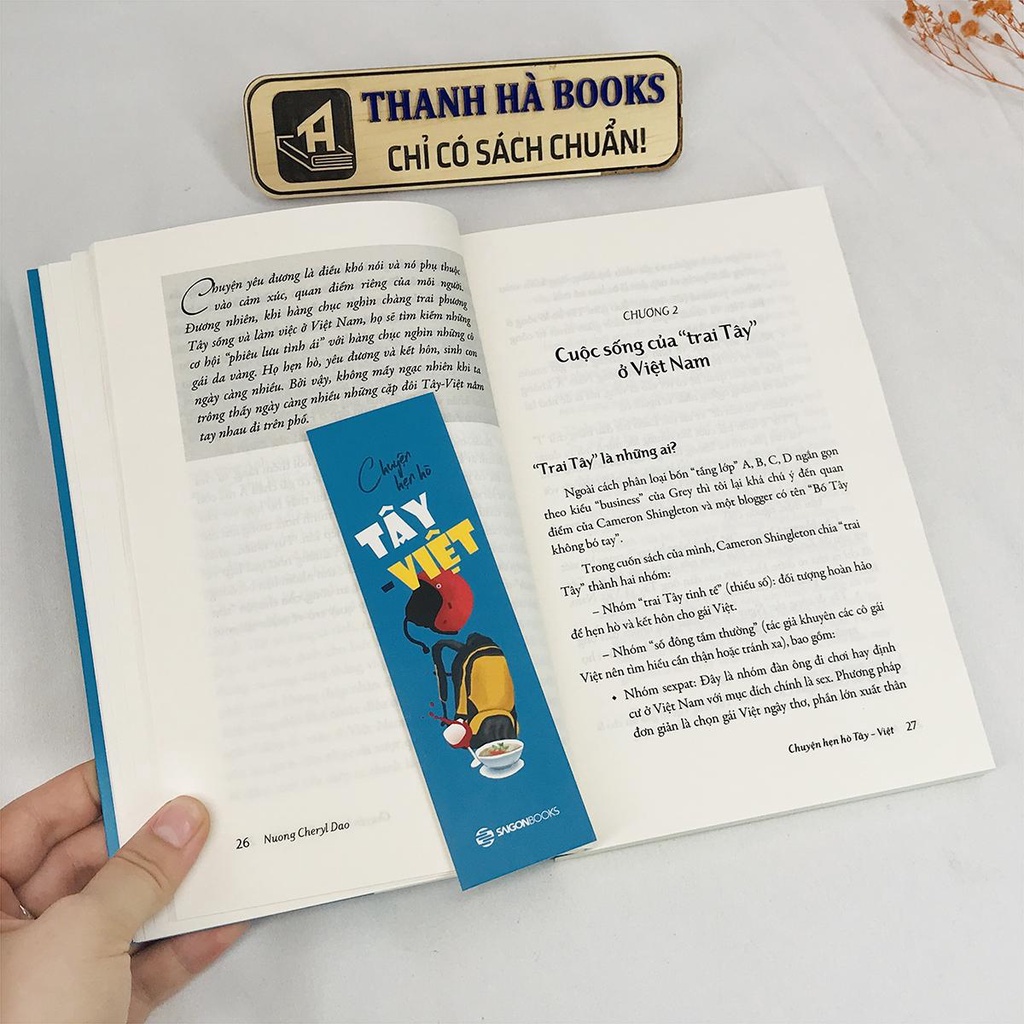 THANH HÀ BOOKS
CHỈ CÓ SÁCH CHUẨN!
Chuyện yêu đương là điều khó nói và nó phụ thuộc
vào cảm xúc, quan điểm riêng của mỗi người.
Đương nhiên, khi hàng chục nghìn chàng trai phương
Tây sống và làm việc ở Việt Nam, họ sẽ tìm kiếm những
cơ hội “phiêu lưu tình ái” với hàng chục nghìn những cô
gái da vàng. Họ hẹn hò, yêu đương và kết hôn, sinh con
ngày càng nhiều. Bởi vậy, không mấy ngạc nhiên khi ta
trông thấy ngày càng nhiều những cặp đôi Tây-Việt nắm
tay nhau đi trên phố.
26 Nuong Cheryl Dao
Chuyện
hẹn hò
TÂY
-VIỆT
SAIGONBOOKS
CHƯƠNG 2
Cuộc sống của “trai Tây”
ở Việt Nam
“Trai Tây” là những ai?
Ngoài cách phân loại bốn “tầng lớp” A, B, C, D ngắn gọn
theo kiểu “business” của Grey thì tôi lại khá chú ý đến quan
điểm của Cameron Shingleton và một blogger có tên “Bố Tây
không bó tay”.
Trong cuốn sách của mình, Cameron Shingleton chia “trai
Tây” thành hai nhóm:
– Nhóm “trai Tây tinh tế” (thiểu số): đối tượng hoàn hảo
để hẹn hò và kết hôn cho gái Việt.
– Nhóm “số đông tầm thường” (tác giả khuyên các cô gái
Việt nên tìm hiểu cẩn thận hoặc tránh xa), bao gồm:
• Nhóm sexpat: Đây là nhóm đàn ông đi chơi hay định
cư ở Việt Nam với mục đích chính là sex. Phương pháp
đơn giản là chọn gái Việt ngây thơ, phần lớn xuất thân
Chuyện hẹn hò Tây – Việt 27